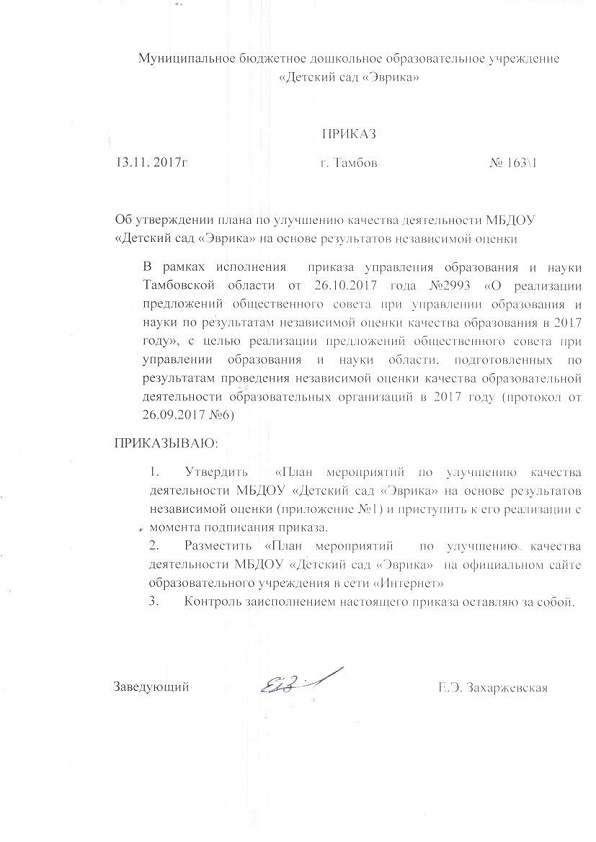 Муниципальное бюджетное дошкольное образовательное учреждение
«Детский сад «Эврика»
ПРИКАЗ
13.11. 2017г г. Тамбов № 163\1
Об утверждении плана по улучшению качества деятельности МБДОУ
«Детский сад «Эврика» на основе результатов независимой оценки
В рамках исполнения приказа управления образования и науки
Тамбовской области от 26.10.2017 года №2993 «О реализации
предложений общественного совета при управлении образования и
науки по результатам независимой оценки качества образования в 2017
году», с целью реализации предложений общественного совета при
управлении образования и науки области, подготовленных по
результатам проведения независимой оценки качества образовательной
деятельности образовательных организаций в 2017 году (протокол от
26.09.2017 №6)
ПРИКАЗЫВАЮ:
1. Утвердить «План мероприятий по улучшению качества
деятельности МБДОУ «Детский сад «Эврика» на основе результатов
независимой оценки (приложение №1) и приступить к его реализации с
момента подписания приказа.
2. Разместить «План мероприятий по улучшению качества
деятельности МБДОУ «Детский сад «Эврика» на официальном сайте
образовательного учреждения в сети «Интернет»
3. Контроль заисполнением настоящего приказа оставляю за собой.
Заведующий Е.Э. Захаржевская